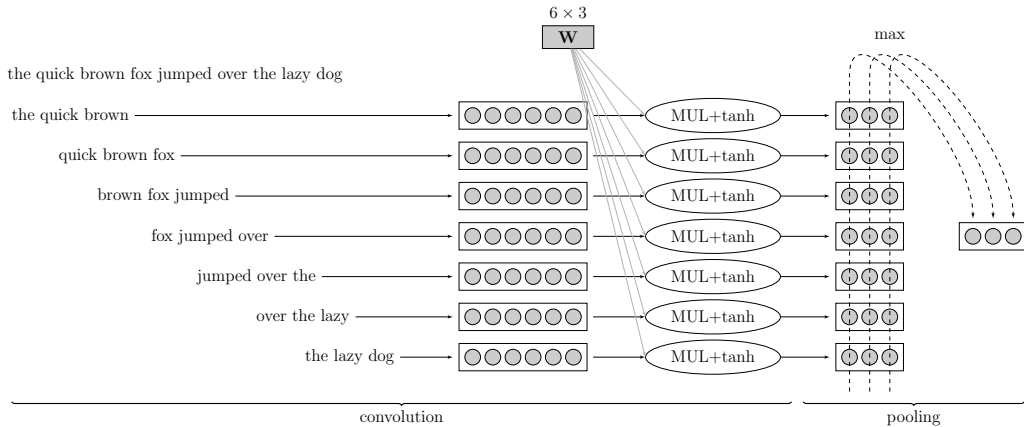 6 × 3
W
max
the quick brown fox jumped over the lazy dog
the quick brown
MUL+tanh
quick brown fox
MUL+tanh
brown fox jumped
MUL+tanh
fox jumped over
MUL+tanh
jumped over the
MUL+tanh
over the lazy
MUL+tanh
the lazy dog
MUL+tanh
convolution
pooling